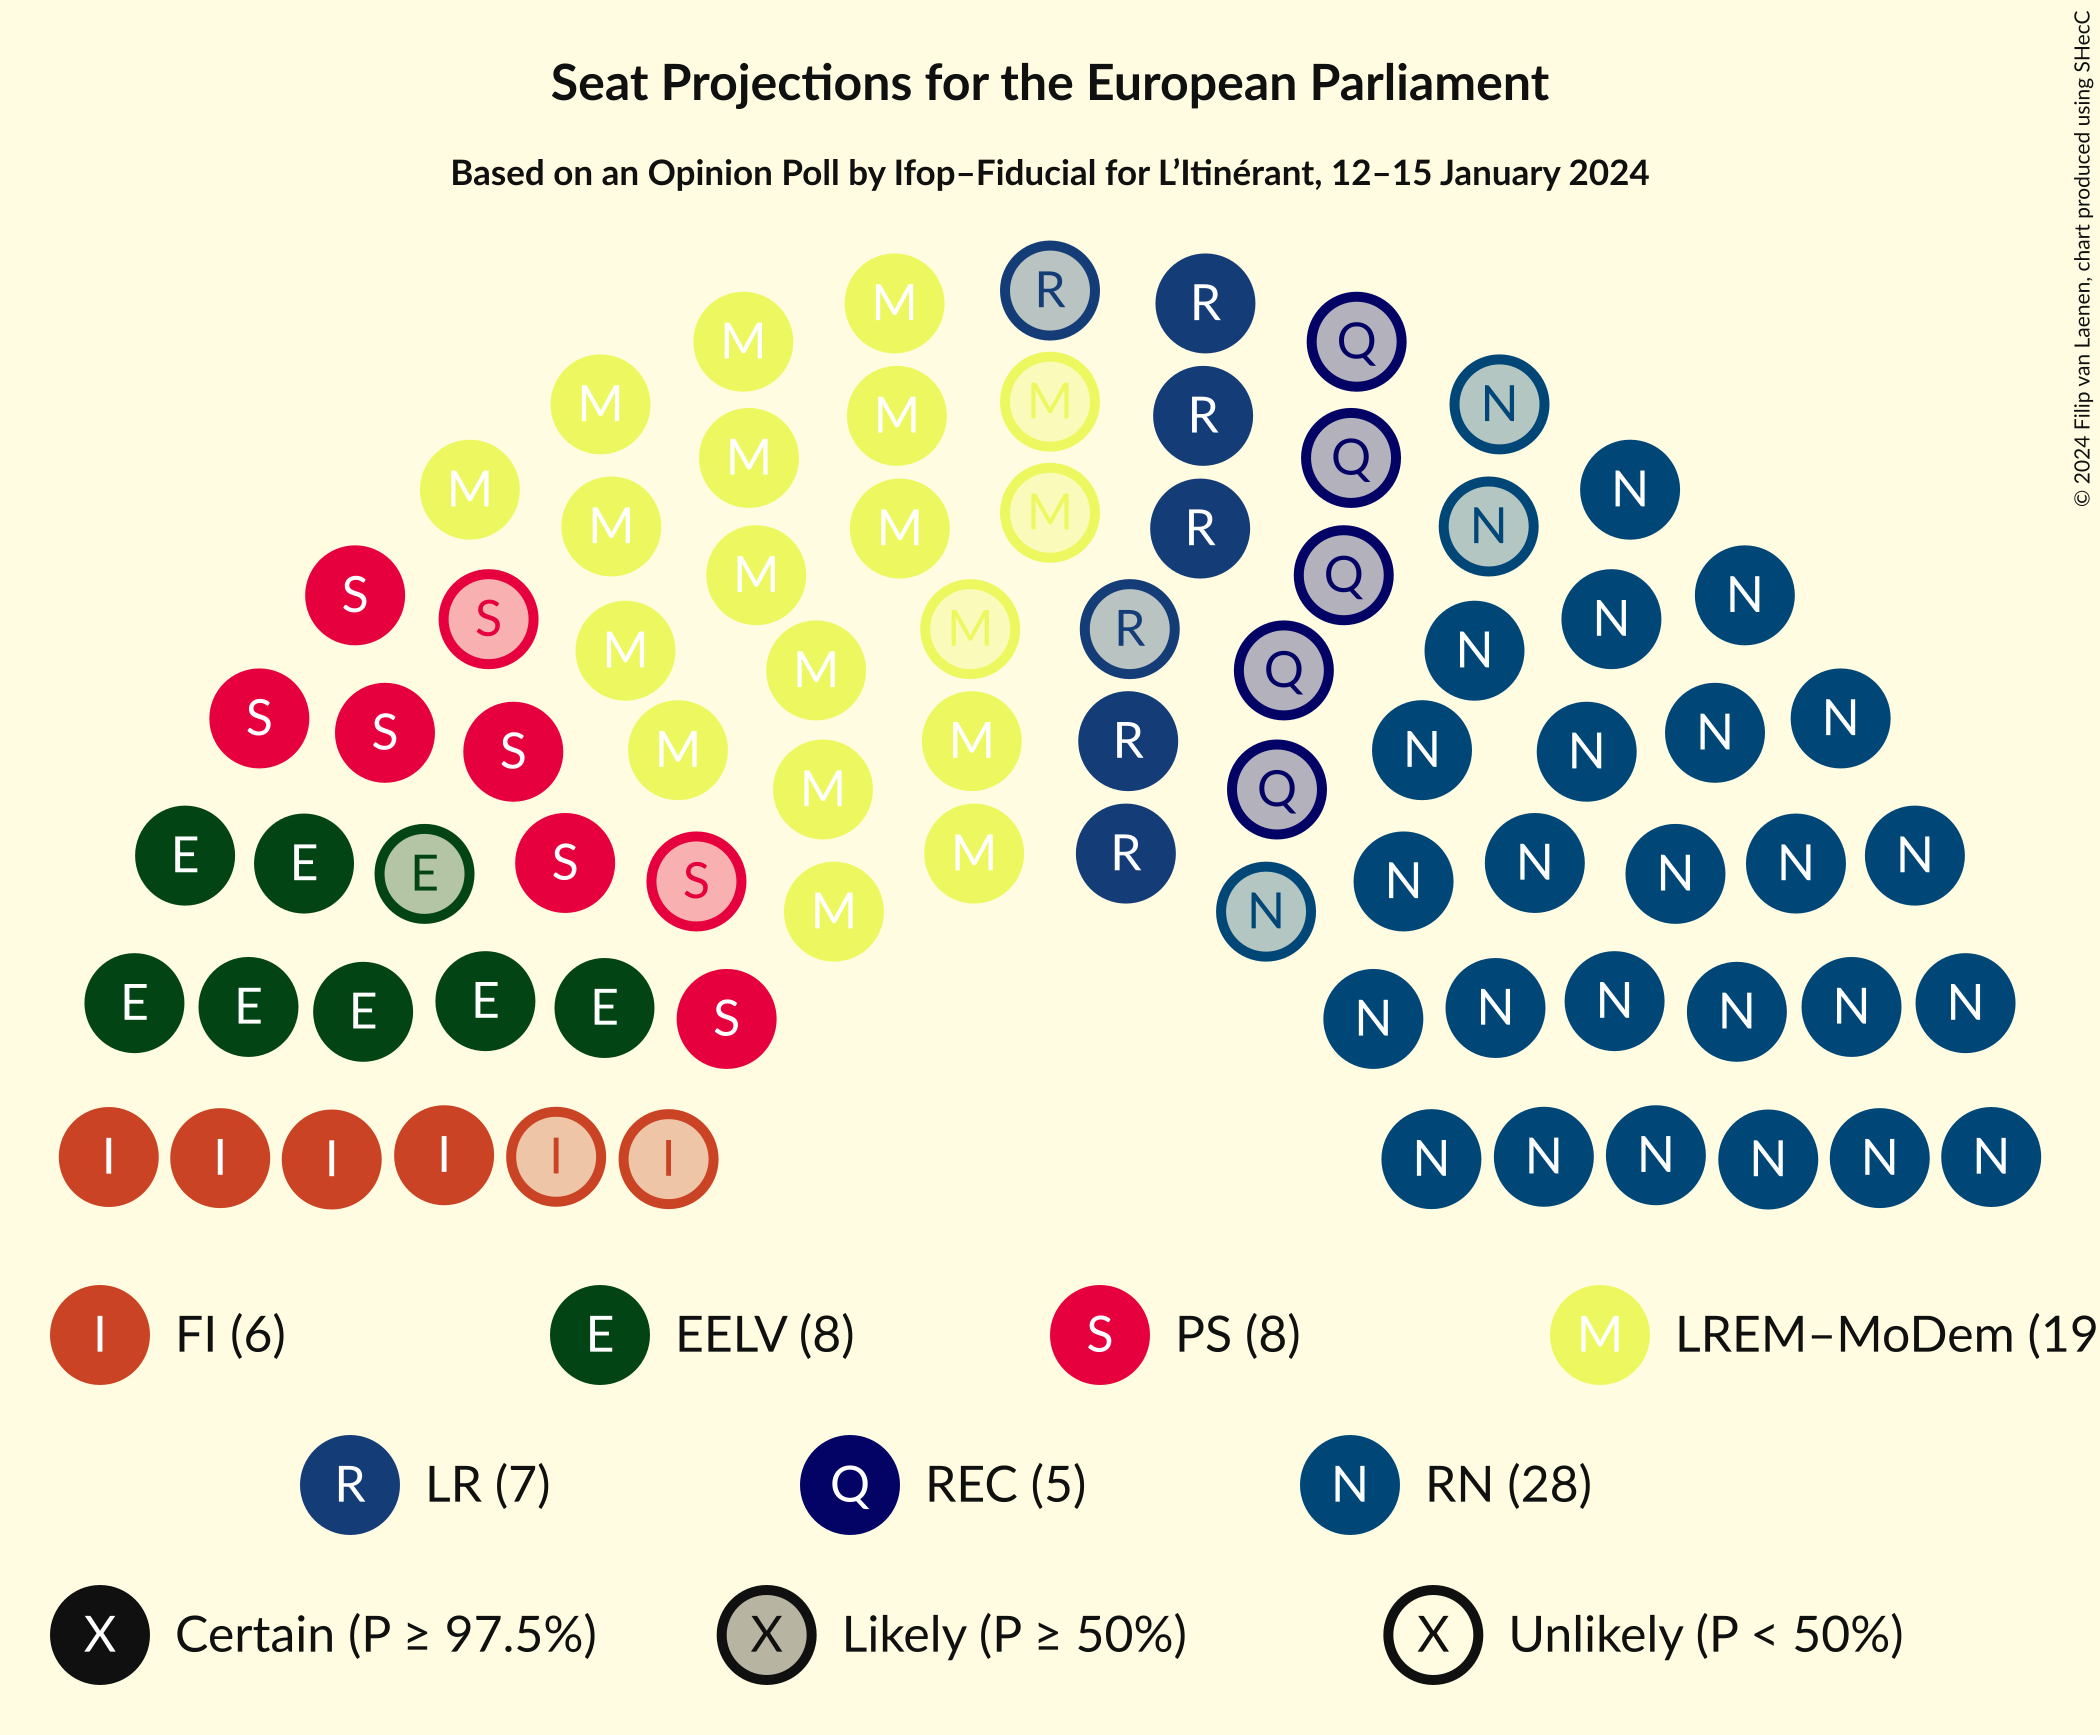 Seat Projections for the European Parliament
Based on an Opinion Poll by Ifop–Fiducial for L’Itinérant, 12–15 January 2024
© 2024 Filip van Laenen, chart produced using SHecC
R
M R R Q
M M Q N
M M M R Q N
M M M R N
M M Q
S S M M R N N
M M Q N
S S S M M R N N N N
M Q
E E E S S M M R N N N N N N
E E E E E S N N N N N N
I I I I I I N N N N N N
I FI (6) E EELV (8) S PS (8) M LREM–MoDem (19
R LR (7) Q REC (5) N RN (28)
X Certain (P ≥ 97.5%) X Likely (P ≥ 50%) X Unlikely (P < 50%)